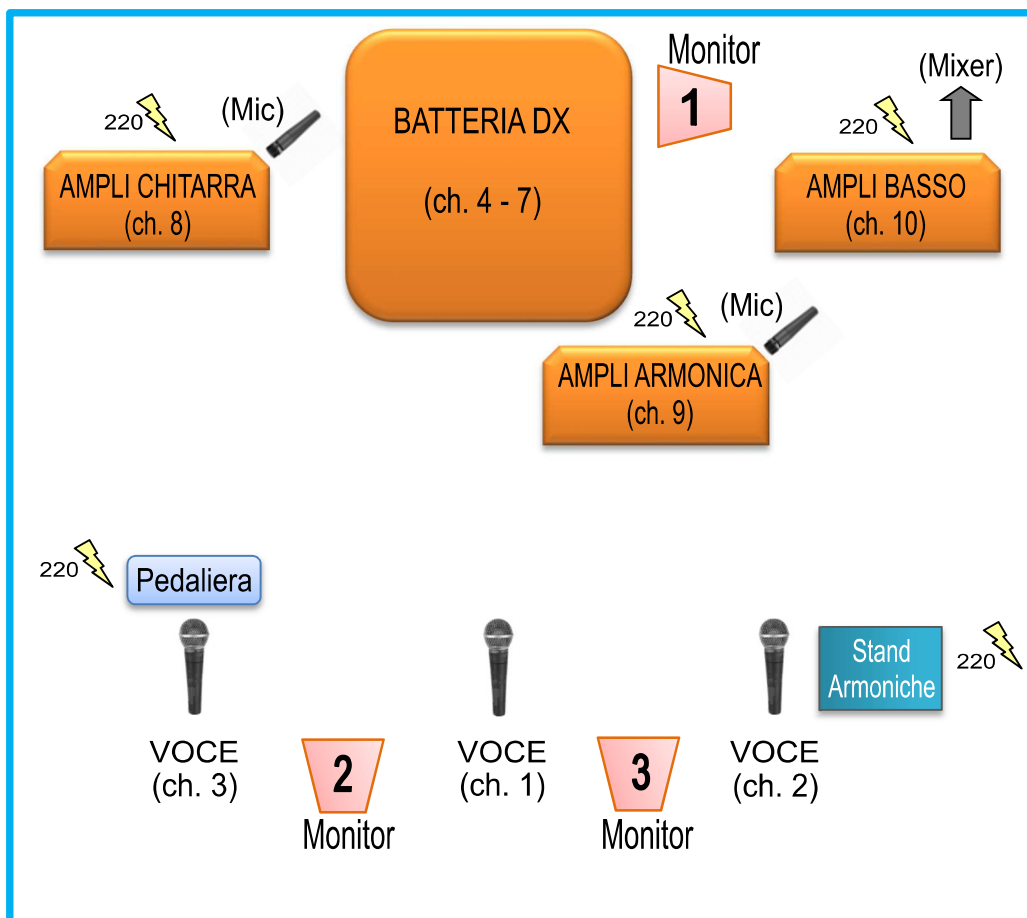 Monitor
1
(Mixer)
220
(Mic)
BATTERIA DX
(ch. 4 - 7)
220
AMPLI CHITARRA
(ch. 8)
AMPLI BASSO
(ch. 10)
220
(Mic)
AMPLI ARMONICA
(ch. 9)
220
Pedaliera
Stand
Armoniche
220
VOCE
(ch. 3)
2
Monitor
VOCE
(ch. 1)
3
Monitor
VOCE
(ch. 2)